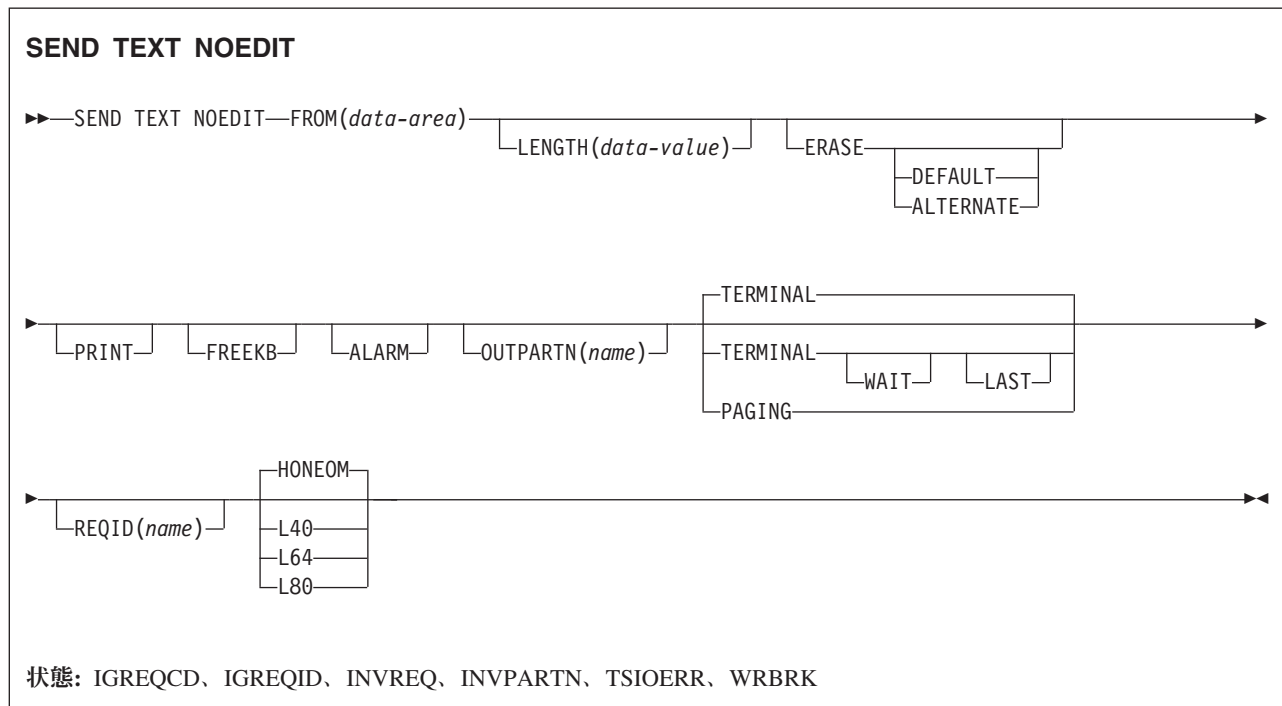 SEND TEXT NOEDIT
SEND TEXT NOEDIT FROM(data-area)
LENGTH(data-value) ERASE
DEFAULT
ALTERNATE
TERMINAL
PRINT FREEKB ALARM OUTPARTN(name) TERMINAL
WAIT LAST
PAGING
HONEOM
REQID(name) L40
L64
L80
状態: IGREQCD、IGREQID、INVREQ、INVPARTN、TSIOERR、WRBRK